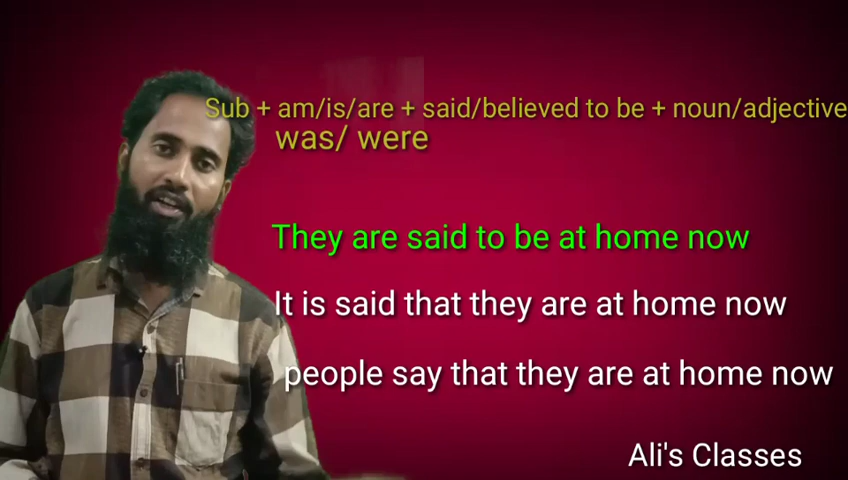 Sub + am/is/are + said/believed to be + noun/adjective
was/ were
They are said to be at home now
It is said that they are at home now
people say that they are at home now
Ali's Classes